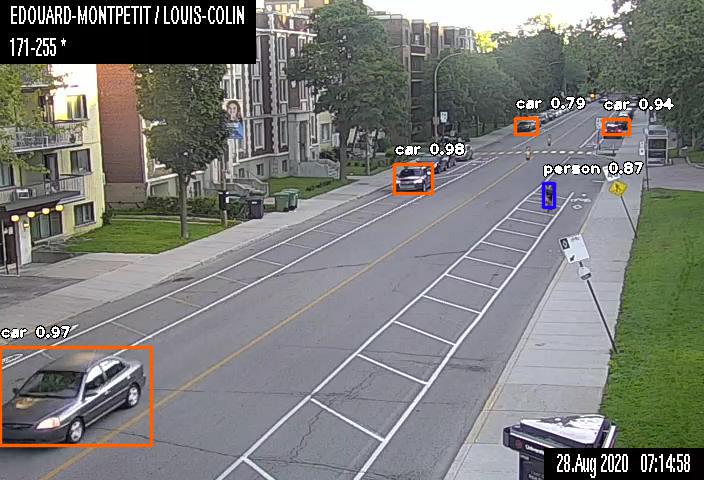 EDOUARD-MONTPETIT / LOUIS-COLIN
171-255 *
car 0.79
car 0.94
car 0.98
person 0.87
car 0.97
28.Aug 2020 07:14:58